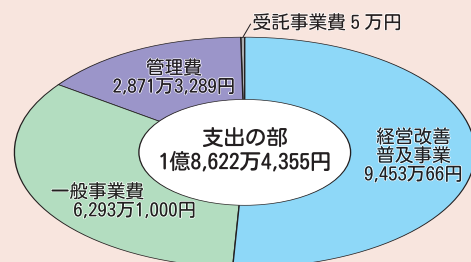 受託事業費５万円
管理費
2,871万3,289円
支出の部
1億8,622万4,355円
経営改善
普及事業
9,453万66円
一般事業費
6,293万1,000円